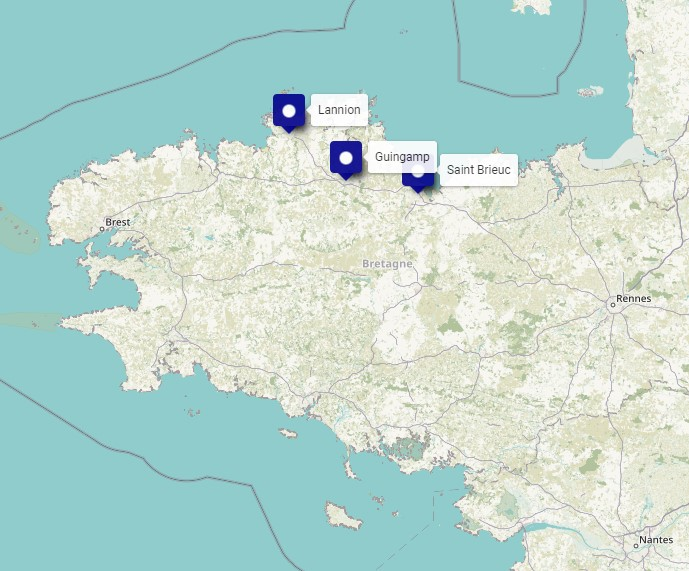 Lannion
Guingamp
Saint Brieuc
Brest
Bretagne
Rennes
Nantes